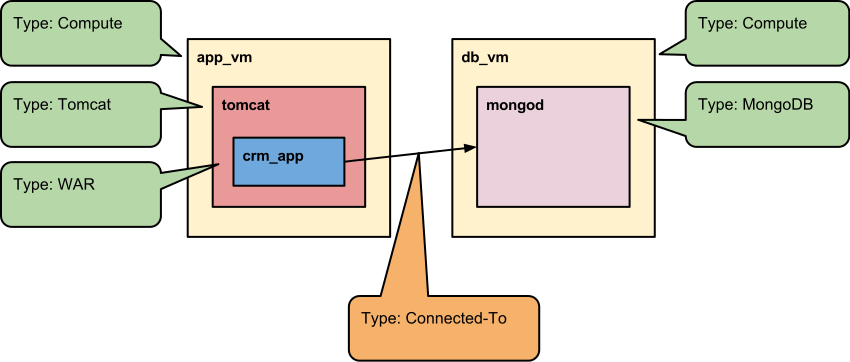 Type: Compute
Type: Compute
app_vm
db_vm
Type: Tomcat
tomcat
mongod
Type: MongoDB
crm_app
Type: WAR
Type: Connected-To